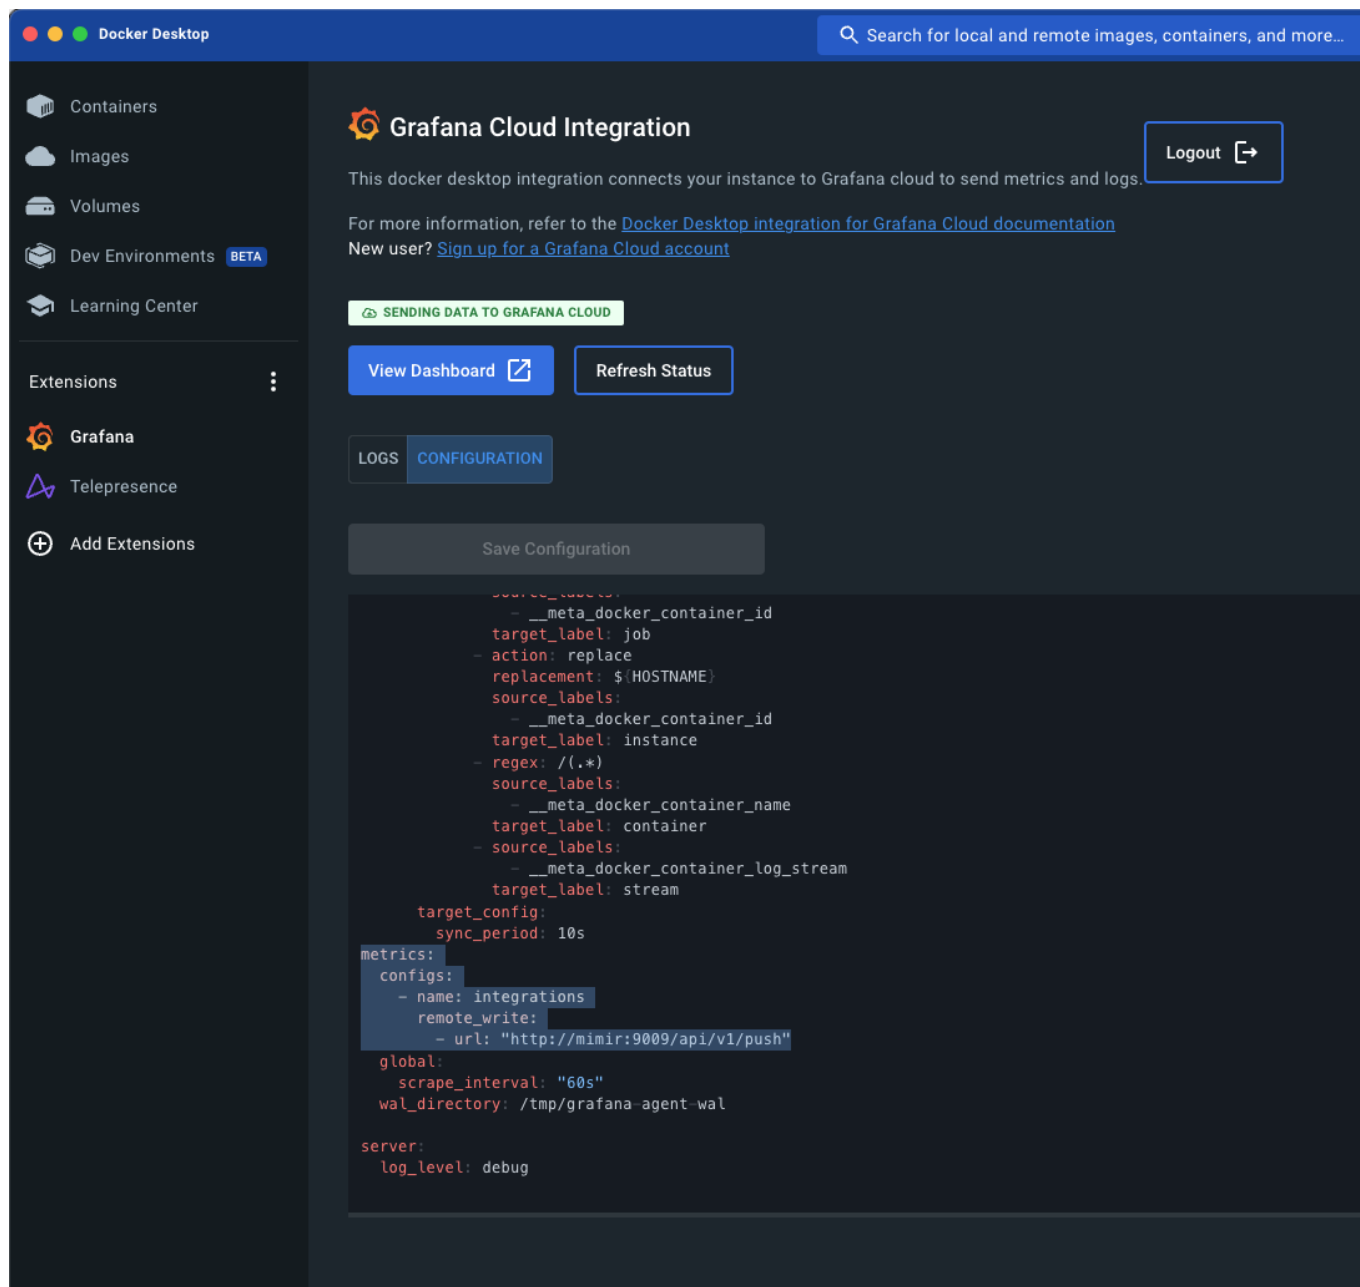 Docker Desktop
Search for local and remote images, containers, and more...
Containers
Images
Volumes
Dev Environments BETA
Learning Center
Extensions
Grafana
Telepresence
Add Extensions
Grafana Cloud Integration
Logout
This docker desktop integration connects your instance to Grafana cloud to send metrics and logs.
For more information, refer to the Docker Desktop integration for Grafana Cloud documentation
New user? Sign up for a Grafana Cloud account
SENDING DATA TO GRAFANA CLOUD
View Dashboard
Refresh Status
LOGS CONFIGURATION
Save Configuration
source_labels:
- __meta_docker_container_id
target_label: job
- action: replace
replacement: ${HOSTNAME}
source_labels:
- __meta_docker_container_id
target_label: instance
- regex: /(.*)
source_labels:
- __meta_docker_container_name
target_label: container
- source_labels:
- __meta_docker_container_log_stream
target_label: stream
target_config:
sync_period: 10s
metrics:
configs:
- name: integrations
remote_write:
- url: "http://mimir:9009/api/v1/push"
global:
scrape_interval: "60s"
wal_directory: /tmp/grafana-agent-wal
server:
log_level: debug